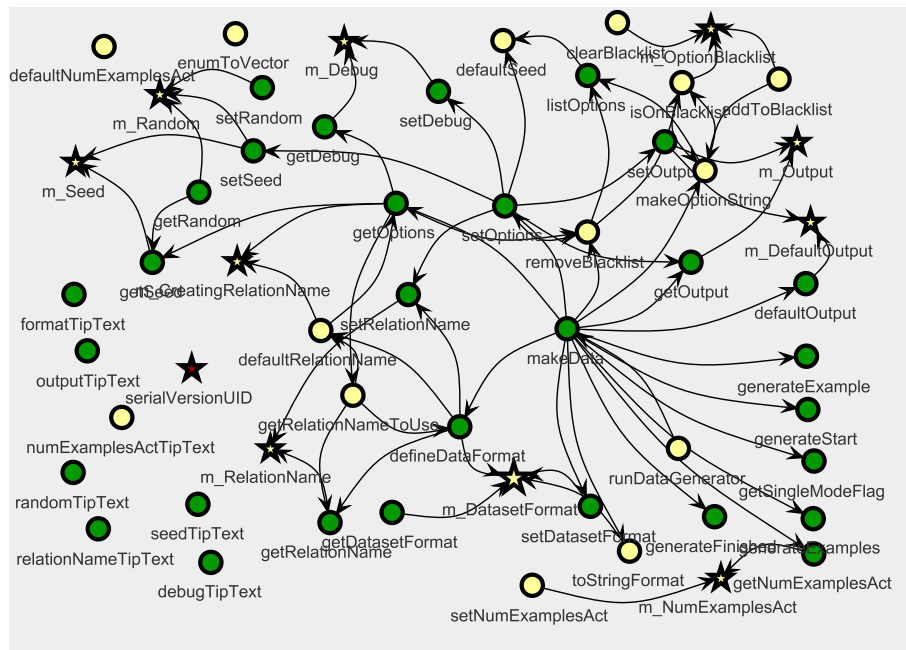 clearBlacklist
m_OptionBlacklist
defaultNumExamplesAct
enumToVector
m_Debug
defaultSeed
listOptions
isOnBlacklist
addToBlacklist
m_Random
setRandom
setDebug
getDebug
setOutput
m_Output
m_Seed
setSeed
makeOptionString
getRandom
getOptions
setOptions
removeBlacklist
m_DefaultOutput
getSeed
m_CreatingRelationName
getOutput
defaultOutput
formatTipText
setRelationName
defaultRelationName
makeData
outputTipText
serialVersionUID
generateExample
numExamplesActTipText
getRelationNameToUse
generateStart
defineDataFormat
m_RelationName
runDataGenerator
getSingleModeFlag
randomTipText
m_DatasetFormat
seedTipText
setDatasetFormat
getDatasetFormat
getRelationName
generateFinished
generateExamples
relationNameTipText
toStringFormat
getNumExamplesAct
debugTipText
setNumExamplesAct
m_NumExamplesAct